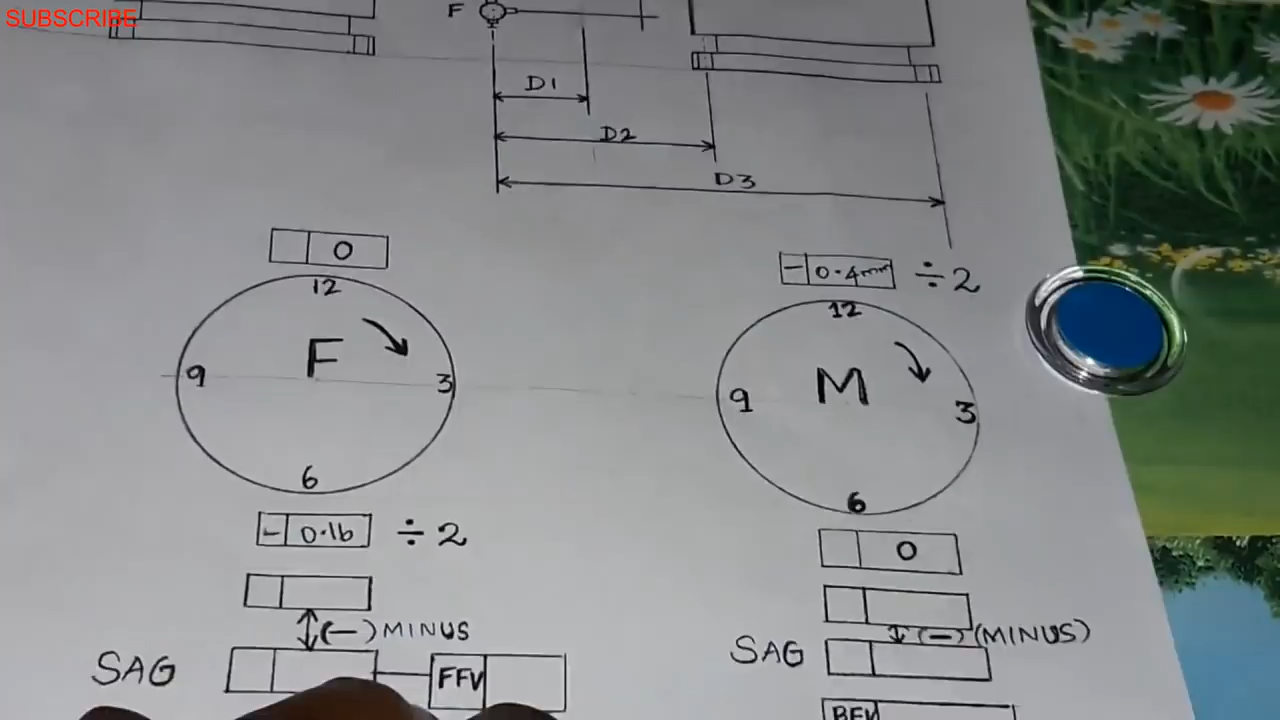 SUBSCRIBE
F
D1
D2
D3
0
- 0.4mm ÷2
12
12
F
M
9
3
9
3
6
6
- 0.16 ÷2
0
(-) MINUS
(-) (MINUS)
SAG
SAG
FFV
BFV